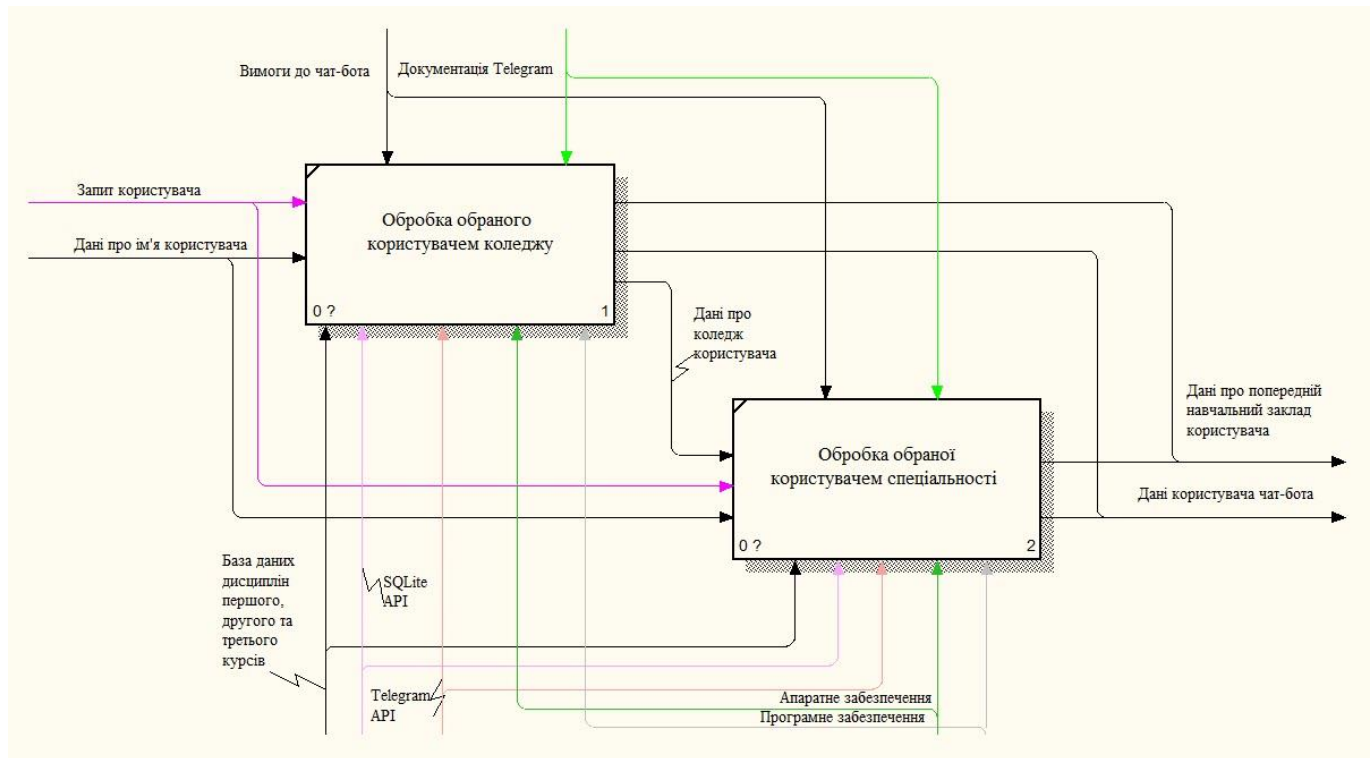 Вимоги до чат-бота
Документація Telegram
Запит користувача
Дані про ім'я користувача
Обробка обраного
користувачем коледжу
0 ?
1
Дані про
коледж
користувача
Дані про попередній
навчальний заклад
користувача
Обробка обраної
користувачем спеціальності
0 ?
2
Дані користувача чат-бота
База даних
дисциплін
першого,
другого та
третього
курсів
SQLite
API
Telegram
API
Апаратне забезпечення
Програмне забезпечення